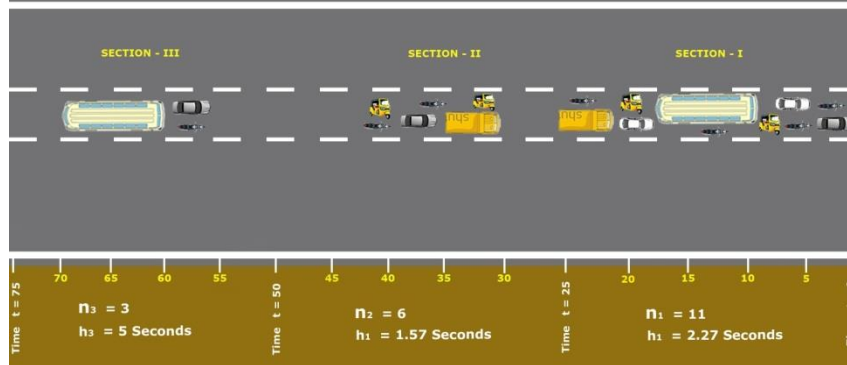 SECTION - III SECTION - II SECTION - I
Time t = 75 70 65 60 55 Time t = 50 45 40 35 30 Time t = 25 20 15 10 5
n₃ = 3
h₃ = 5 Seconds
n₂ = 6
h₁ = 1.57 Seconds
n₁ = 11
h₁ = 2.27 Seconds